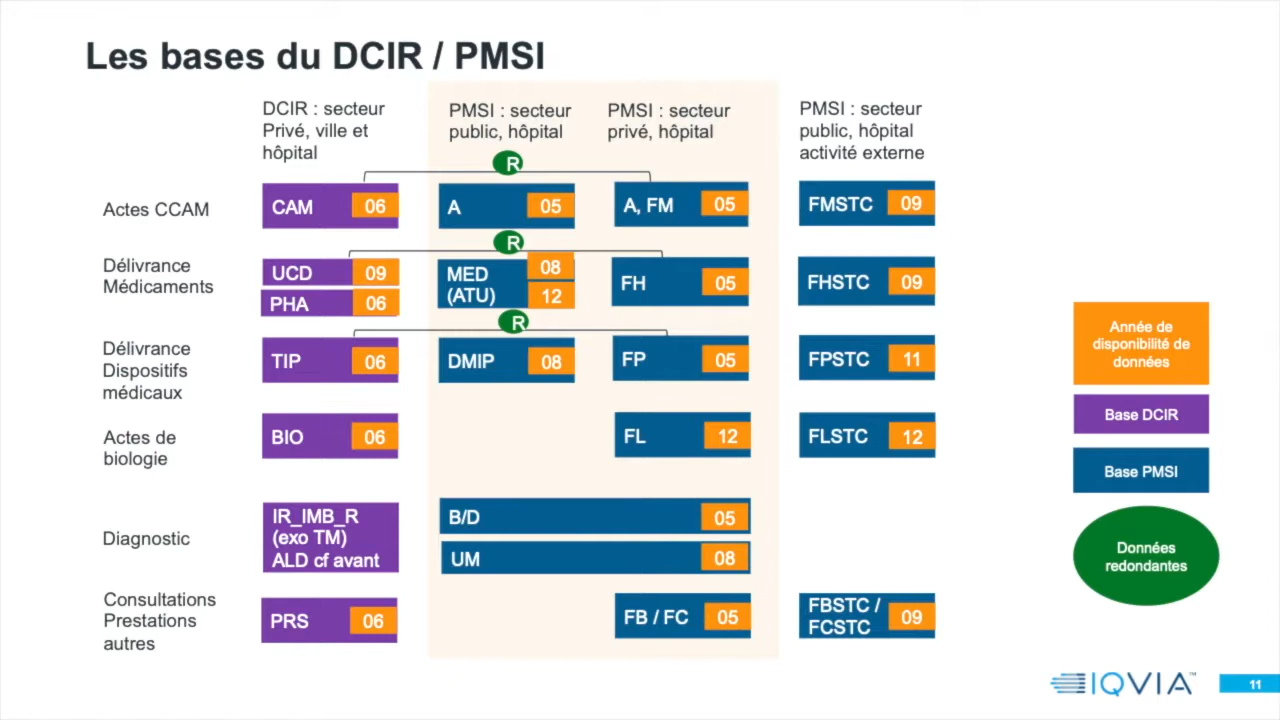 Les bases du DCIR / PMSI
DCIR : secteur
Privé, ville et
hôpital
PMSI : secteur
public, hôpital
PMSI : secteur
privé, hôpital
PMSI : secteur
public, hôpital
activité externe
R
Actes CCAM
CAM 06
A 05
A, FM 05
FMSTC 09
R
Délivrance
Médicaments
UCD 09
PHA 06
MED
(ATU)
08
12
FH 05
FHSTC 09
R
Délivrance
Dispositifs
médicaux
TIP 06
DMIP 08
FP 05
FPSTC 11
Actes de
biologie
BIO 06
FL 12
FLSTC 12
Diagnostic
IR_IMB_R
(exo TM)
ALD cf avant
B/D 05
UM 08
Consultations
Prestations
autres
PRS 06
FB / FC 05
FBSTC /
FCSTC
09
Année de
disponibilité de
données
Base DCIR
Base PMSI
Données
redondantes
IQVIA™
11